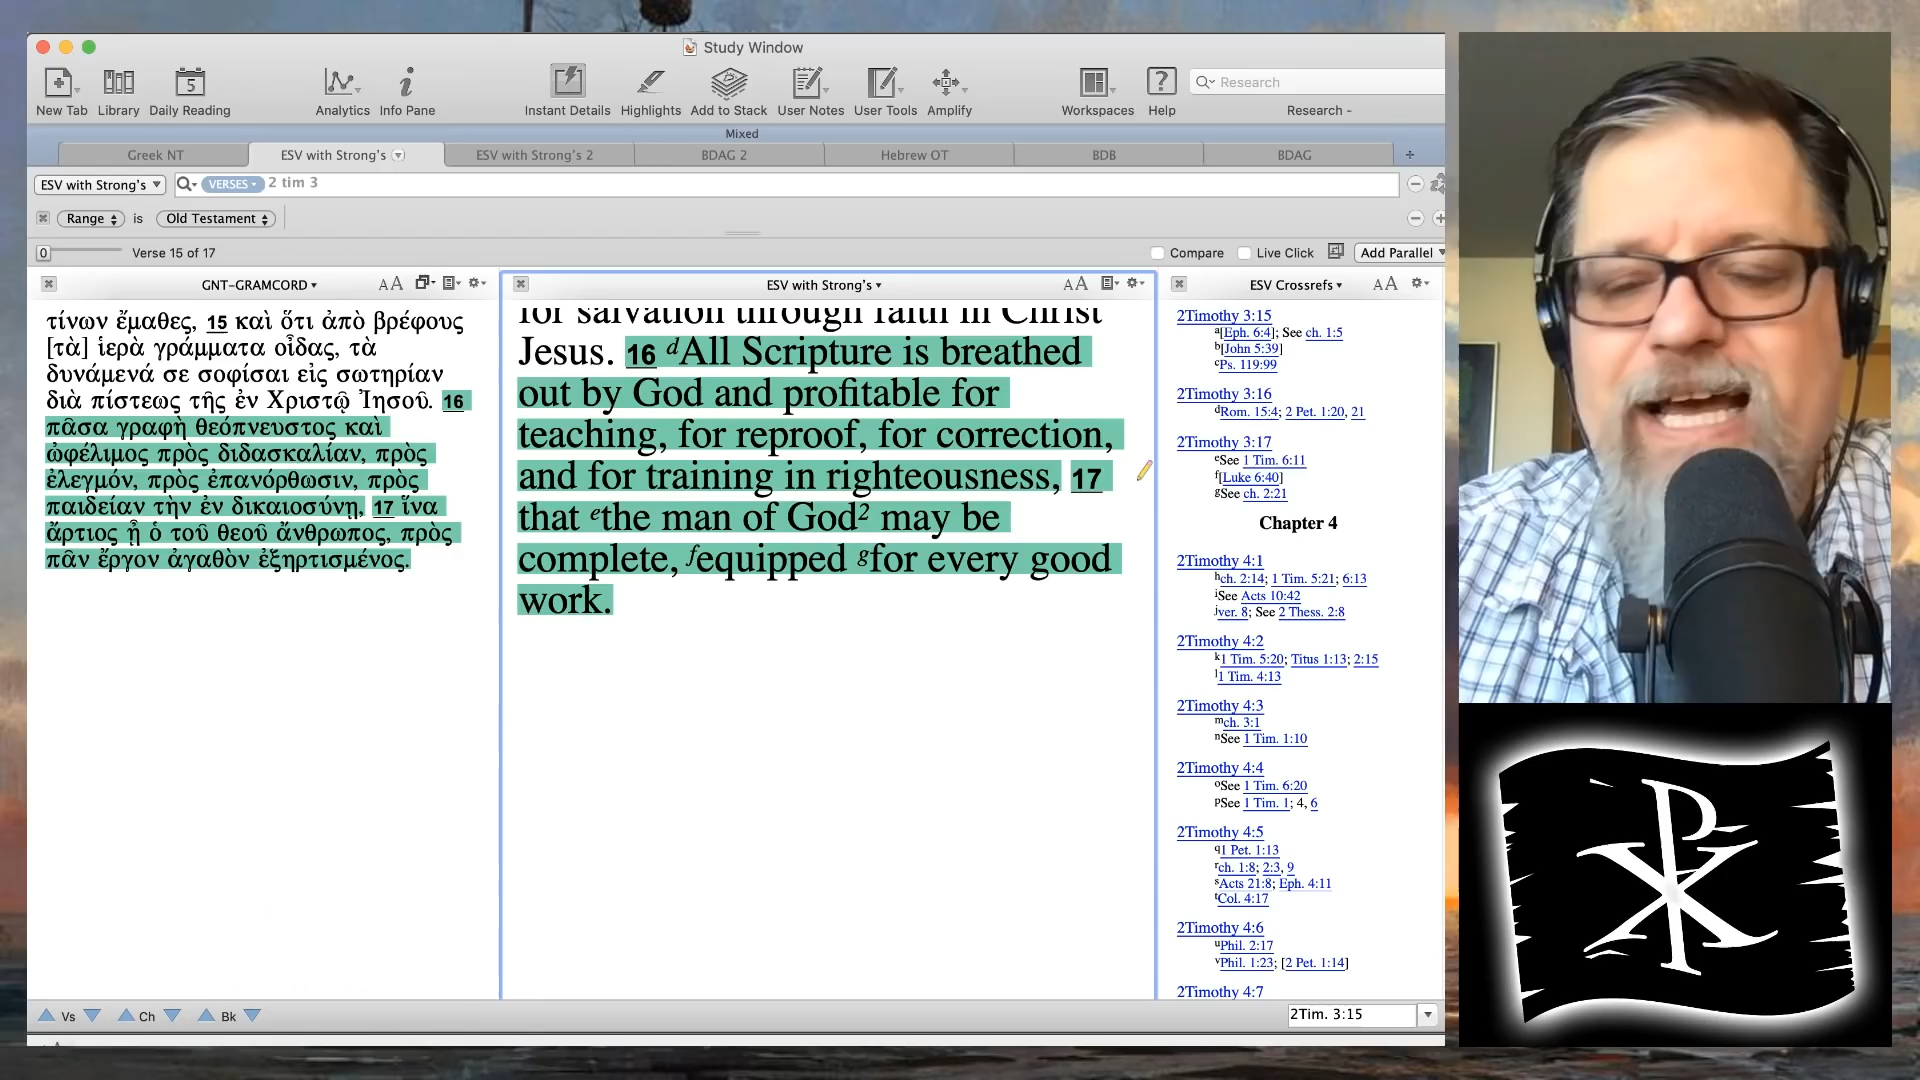 Study Window
New Tab
Library
Daily Reading
Analytics
Info Pane
Instant Details
Highlights
Add to Stack
User Notes
User Tools
Amplify
Workspaces
Help
Research
Research -
5
?
Mixed
Greek NT
ESV with Strong's
ESV with Strong's 2
BDAG 2
Hebrew OT
BDB
BDAG
+
ESV with Strong's
VERSES
2 tim 3
Range
is
Old Testament
0
Verse 15 of 17
Compare
Live Click
Add Parallel
GNT-GRAMCORD
AA
τίνων ἔμαθες, 15 καὶ ὅτι ἀπὸ βρέφους
[τὰ] ἱερὰ γράμματα οἶδας, τὰ
δυνάμενά σε σοφίσαι εἰς σωτηρίαν
διὰ πίστεως τῆς ἐν Χριστῷ Ἰησοῦ. 16
πᾶσα γραφὴ θεόπνευστος καὶ
ὠφέλιμος πρὸς διδασκαλίαν, πρὸς
ἐλεγμόν, πρὸς ἐπανόρθωσιν, πρὸς
παιδείαν τὴν ἐν δικαιοσύνῃ, 17 ἵνα
ἄρτιος ᾖ ὁ τοῦ θεοῦ ἄνθρωπος, πρὸς
πᾶν ἔργον ἀγαθὸν ἐξηρτισμένος.
ESV with Strong's
AA
for salvation through faith in Christ
Jesus. 16 dAll Scripture is breathed
out by God and profitable for
teaching, for reproof, for correction,
and for training in righteousness, 17
that ethe man of God2 may be
complete, fequipped gfor every good
work.
ESV Crossrefs
AA
2Timothy 3:15
a[Eph. 6:4]; See ch. 1:5
b[John 5:39]
cPs. 119:99
2Timothy 3:16
dRom. 15:4; 2 Pet. 1:20, 21
2Timothy 3:17
eSee 1 Tim. 6:11
f[Luke 6:40]
gSee ch. 2:21
Chapter 4
2Timothy 4:1
hch. 2:14; 1 Tim. 5:21; 6:13
iSee Acts 10:42
jver. 8; See 2 Thess. 2:8
2Timothy 4:2
k1 Tim. 5:20; Titus 1:13; 2:15
l1 Tim. 4:13
2Timothy 4:3
mch. 3:1
nSee 1 Tim. 1:10
2Timothy 4:4
oSee 1 Tim. 6:20
pSee 1 Tim. 1; 4, 6
2Timothy 4:5
q1 Pet. 1:13
rch. 1:8; 2:3, 9
sActs 21:8; Eph. 4:11
tCol. 4:17
2Timothy 4:6
uPhil. 2:17
vPhil. 1:23; [2 Pet. 1:14]
2Timothy 4:7
Vs
Ch
Bk
2Tim. 3:15